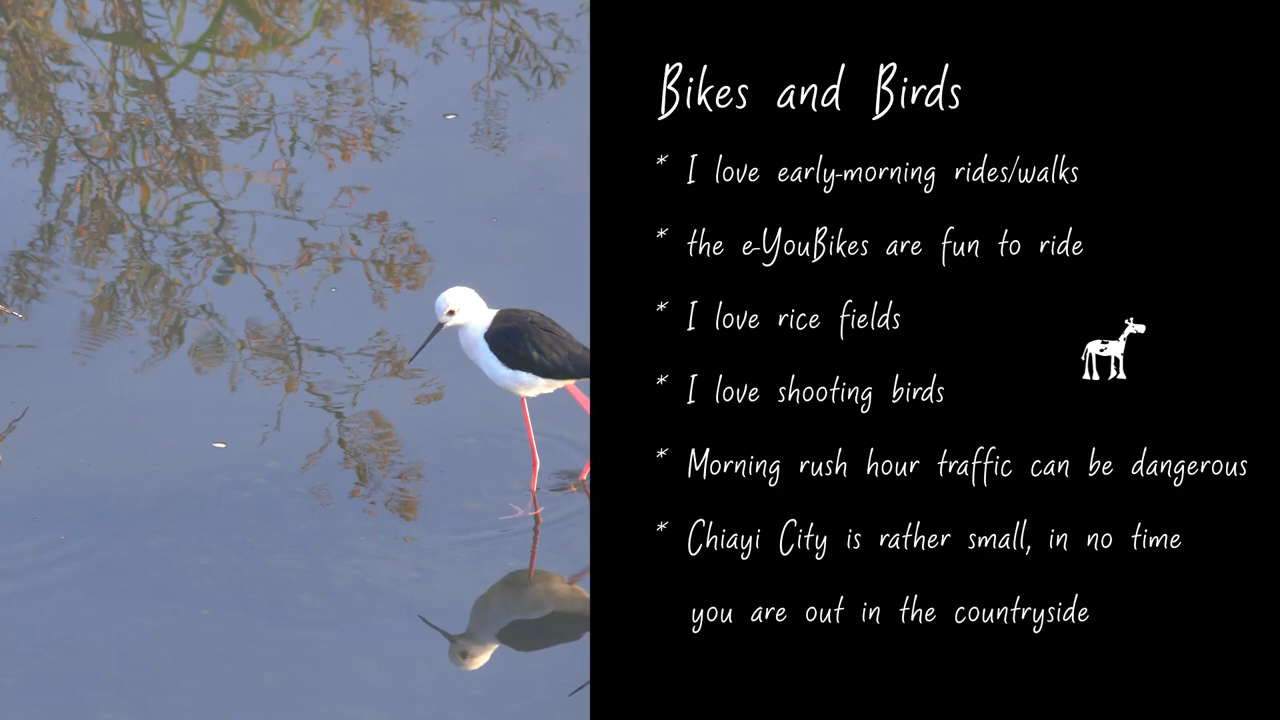 Bikes and Birds
* I love early-morning rides/walks
* the e-YouBikes are fun to ride
* I love rice fields
* I love shooting birds
* Morning rush hour traffic can be dangerous
* Chiayi City is rather small, in no time
you are out in the countryside